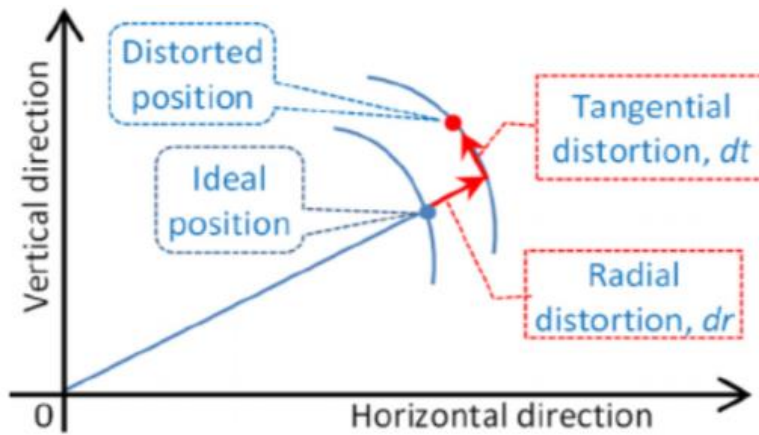 Vertical direction
Distorted
position
Ideal
position
Tangential
distortion, dt
Radial
distortion, dr
0
Horizontal direction